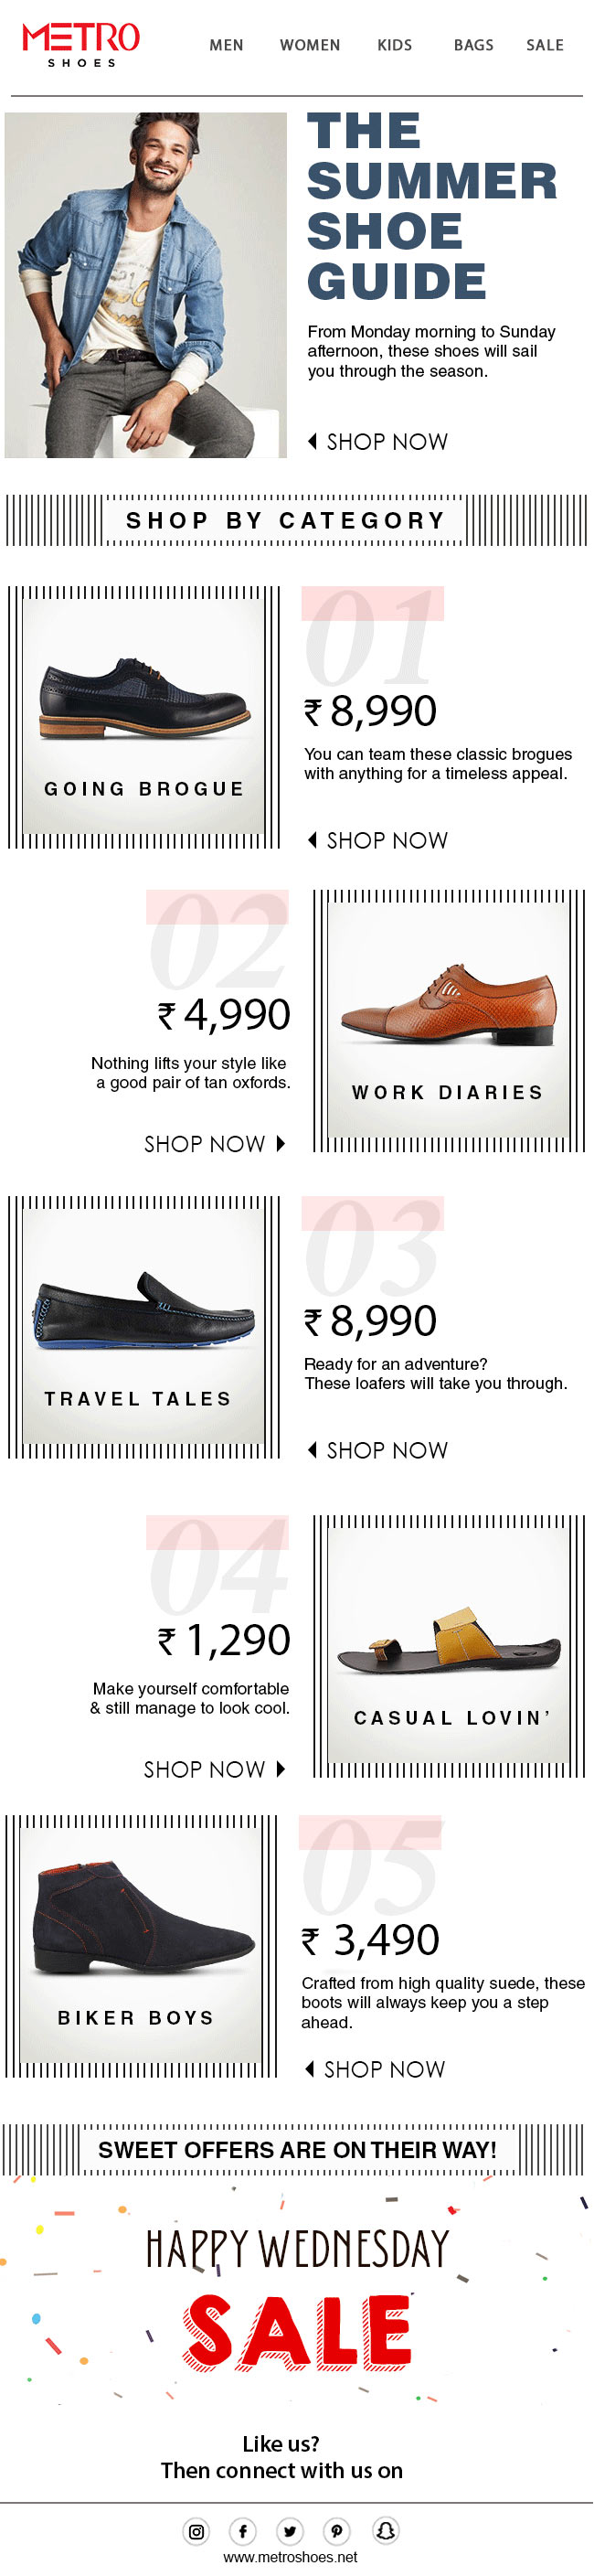 METRO
SHOES
MEN WOMEN KIDS BAGS SALE
THE
SUMMER
SHOE
GUIDE
From Monday morning to Sunday
afternoon, these shoes will sail
you through the season.
SHOP NOW
SHOP BY CATEGORY
GOING BROGUE
01
₹ 8,990
You can team these classic brogues
with anything for a timeless appeal.
SHOP NOW
02
₹ 4,990
Nothing lifts your style like
a good pair of tan oxfords.
SHOP NOW
WORK DIARIES
TRAVEL TALES
03
₹ 8,990
Ready for an adventure?
These loafers will take you through.
SHOP NOW
04
₹ 1,290
Make yourself comfortable
& still manage to look cool.
SHOP NOW
CASUAL LOVIN'
BIKER BOYS
05
₹ 3,490
Crafted from high quality suede, these
boots will always keep you a step
ahead.
SHOP NOW
SWEET OFFERS ARE ON THEIR WAY!
HAPPY WEDNESDAY
SALE
Like us?
Then connect with us on
www.metroshoes.net